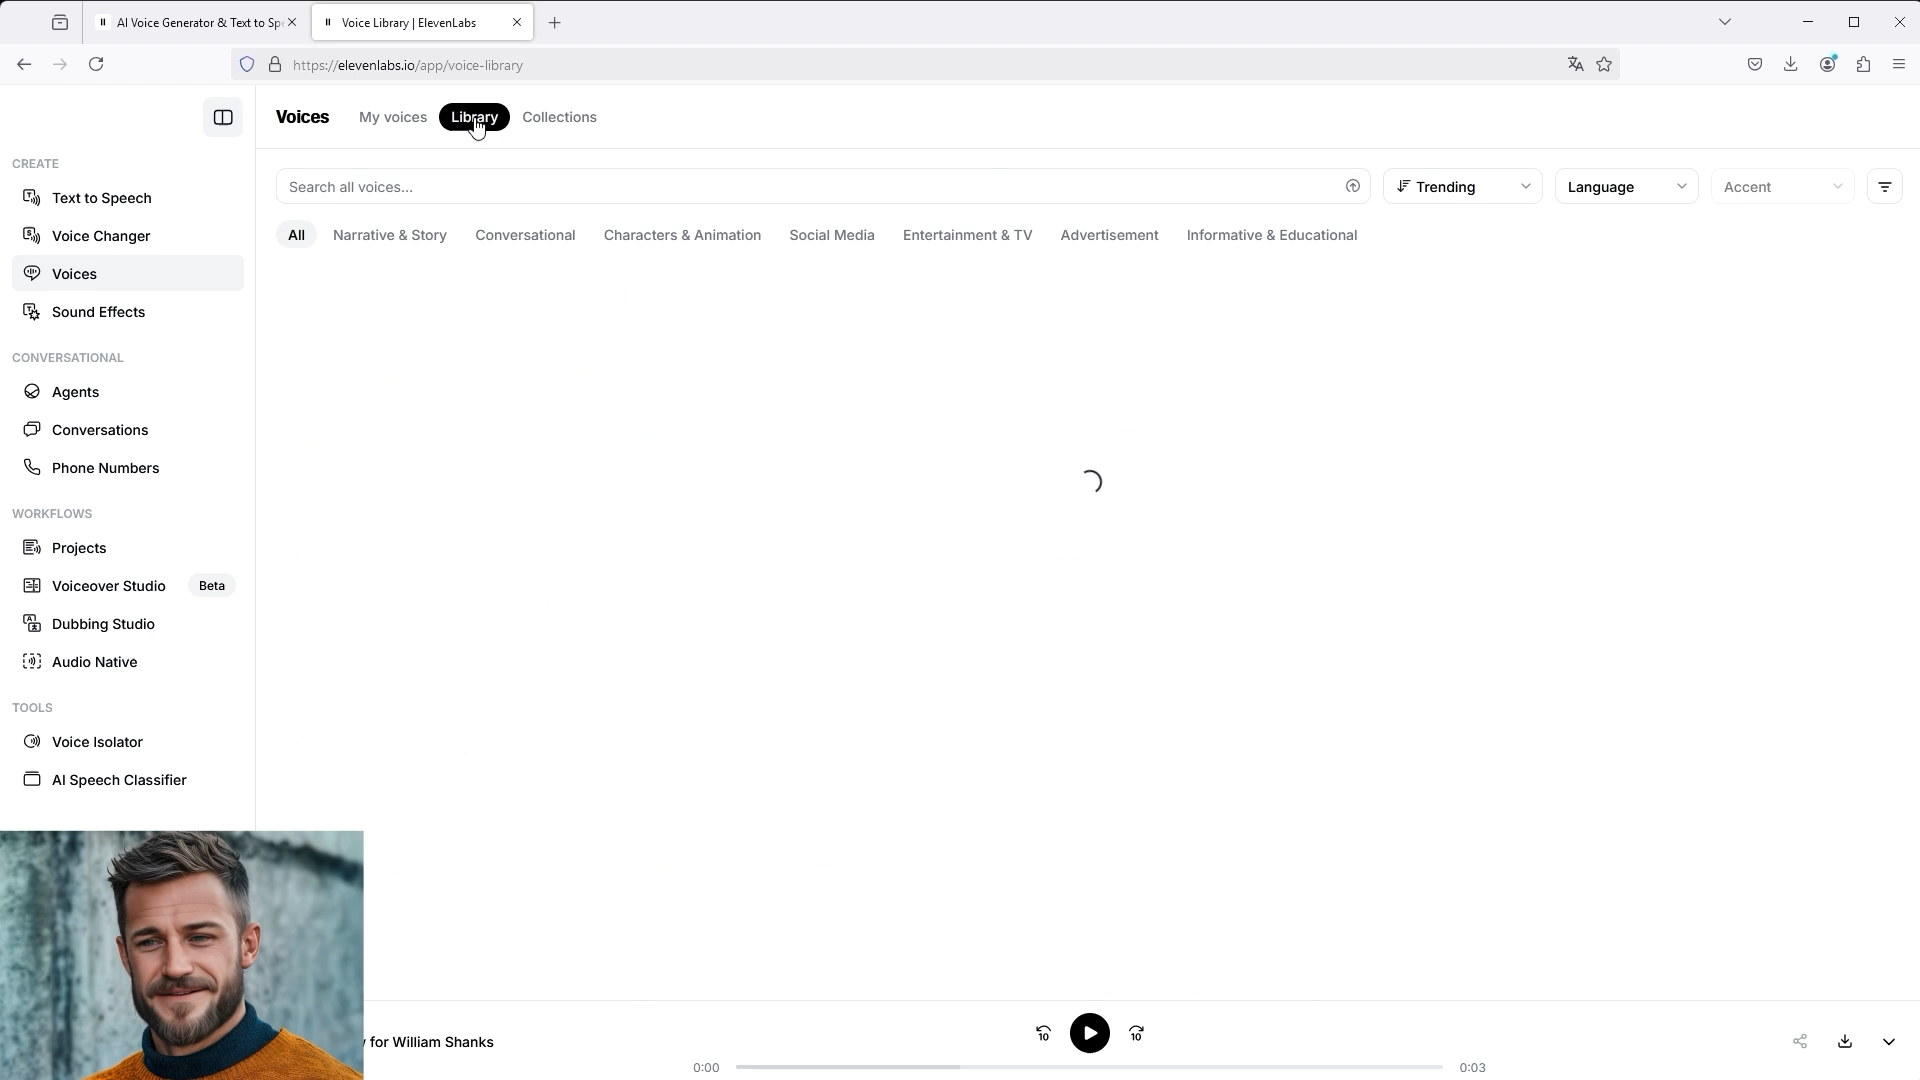 AI Voice Generator & Text to Spe
Voice Library | ElevenLabs
https://elevenlabs.io/app/voice-library
Voices
My voices
Library
Collections
CREATE
Text to Speech
Voice Changer
Voices
Sound Effects
CONVERSATIONAL
Agents
Conversations
Phone Numbers
WORKFLOWS
Projects
Voiceover Studio Beta
Dubbing Studio
Audio Native
TOOLS
Voice Isolator
AI Speech Classifier
Search all voices...
Trending
Language
Accent
All
Narrative & Story
Conversational
Characters & Animation
Social Media
Entertainment & TV
Advertisement
Informative & Educational
y for William Shanks
10
10
0:00
0:03